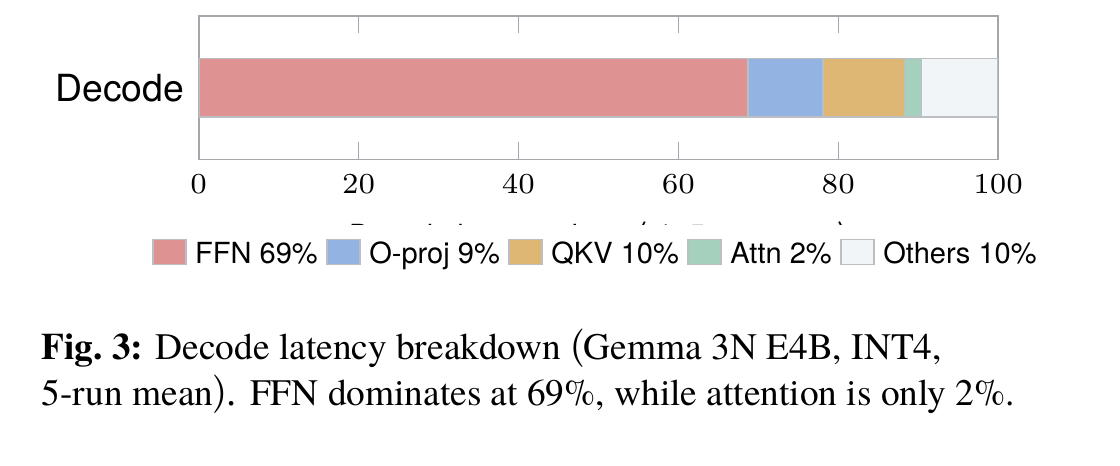 Decode
0 20 40 60 80 100
FFN 69% O-proj 9% QKV 10% Attn 2% Others 10%
Fig. 3: Decode latency breakdown (Gemma 3N E4B, INT4,
5-run mean). FFN dominates at 69%, while attention is only 2%.